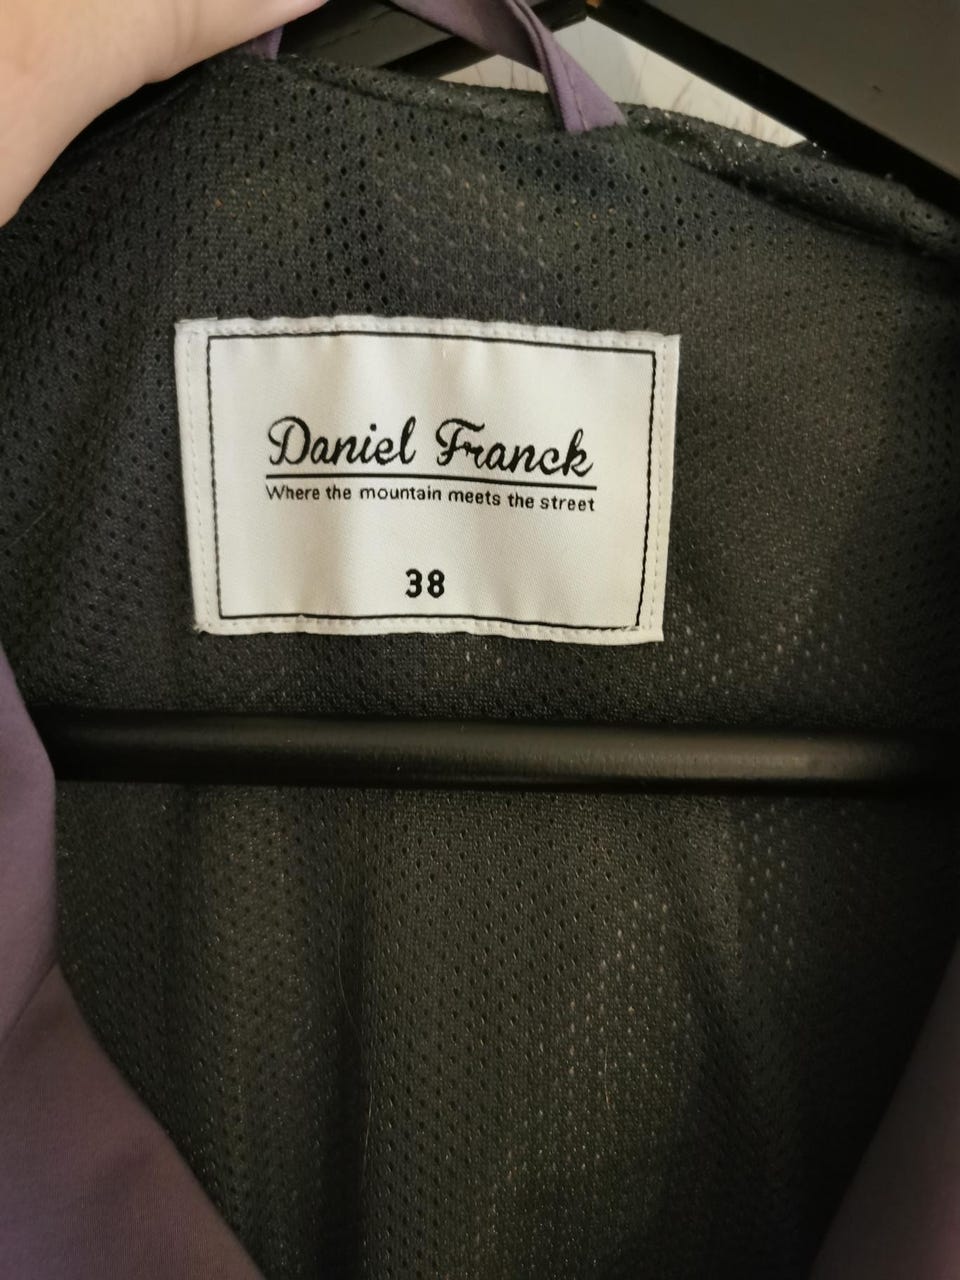 Daniel Franck
Where the mountain meets the street
38